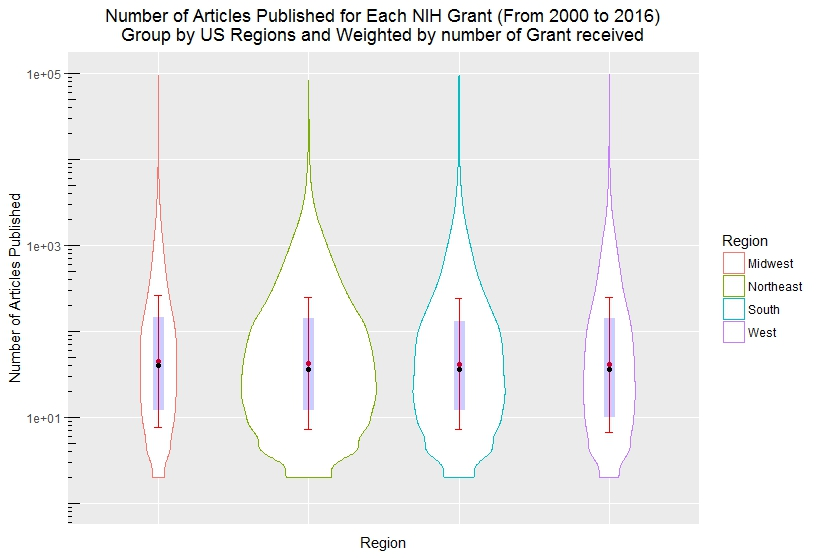 Number of Articles Published for Each NIH Grant (From 2000 to 2016)
Group by US Regions and Weighted by number of Grant received
1e+05
1e+03
1e+01
Number of Articles Published
Region
Region
Midwest
Northeast
South
West